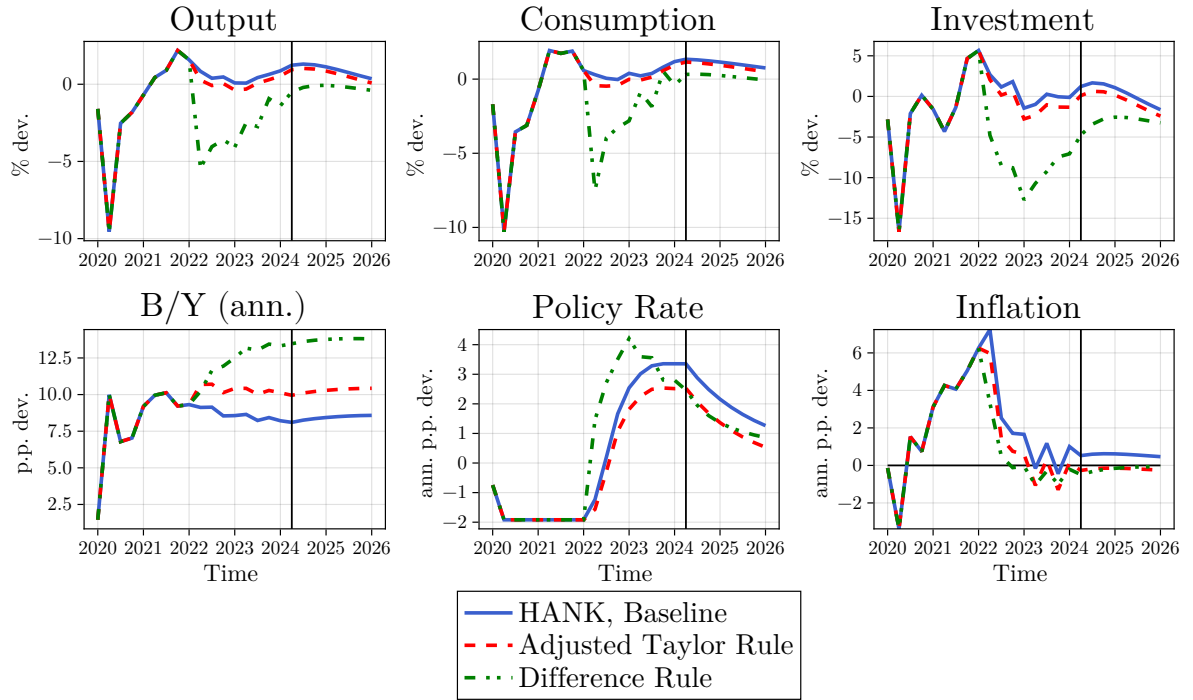 Output
Consumption
Investment
% dev.
0
−5
−10
2020 2021 2022 2023 2024 2025 2026
% dev.
0
−5
−10
2020 2021 2022 2023 2024 2025 2026
% dev.
5
0
−5
−10
−15
2020 2021 2022 2023 2024 2025 2026
B/Y (ann.)
Policy Rate
Inflation
p.p. dev.
12.5
10.0
7.5
5.0
2.5
2020 2021 2022 2023 2024 2025 2026
Time
ann. p.p. dev.
4
3
2
1
0
−1
−2
2020 2021 2022 2023 2024 2025 2026
Time
ann. p.p. dev.
6
4
2
0
−2
2020 2021 2022 2023 2024 2025 2026
Time
HANK, Baseline
Adjusted Taylor Rule
Difference Rule